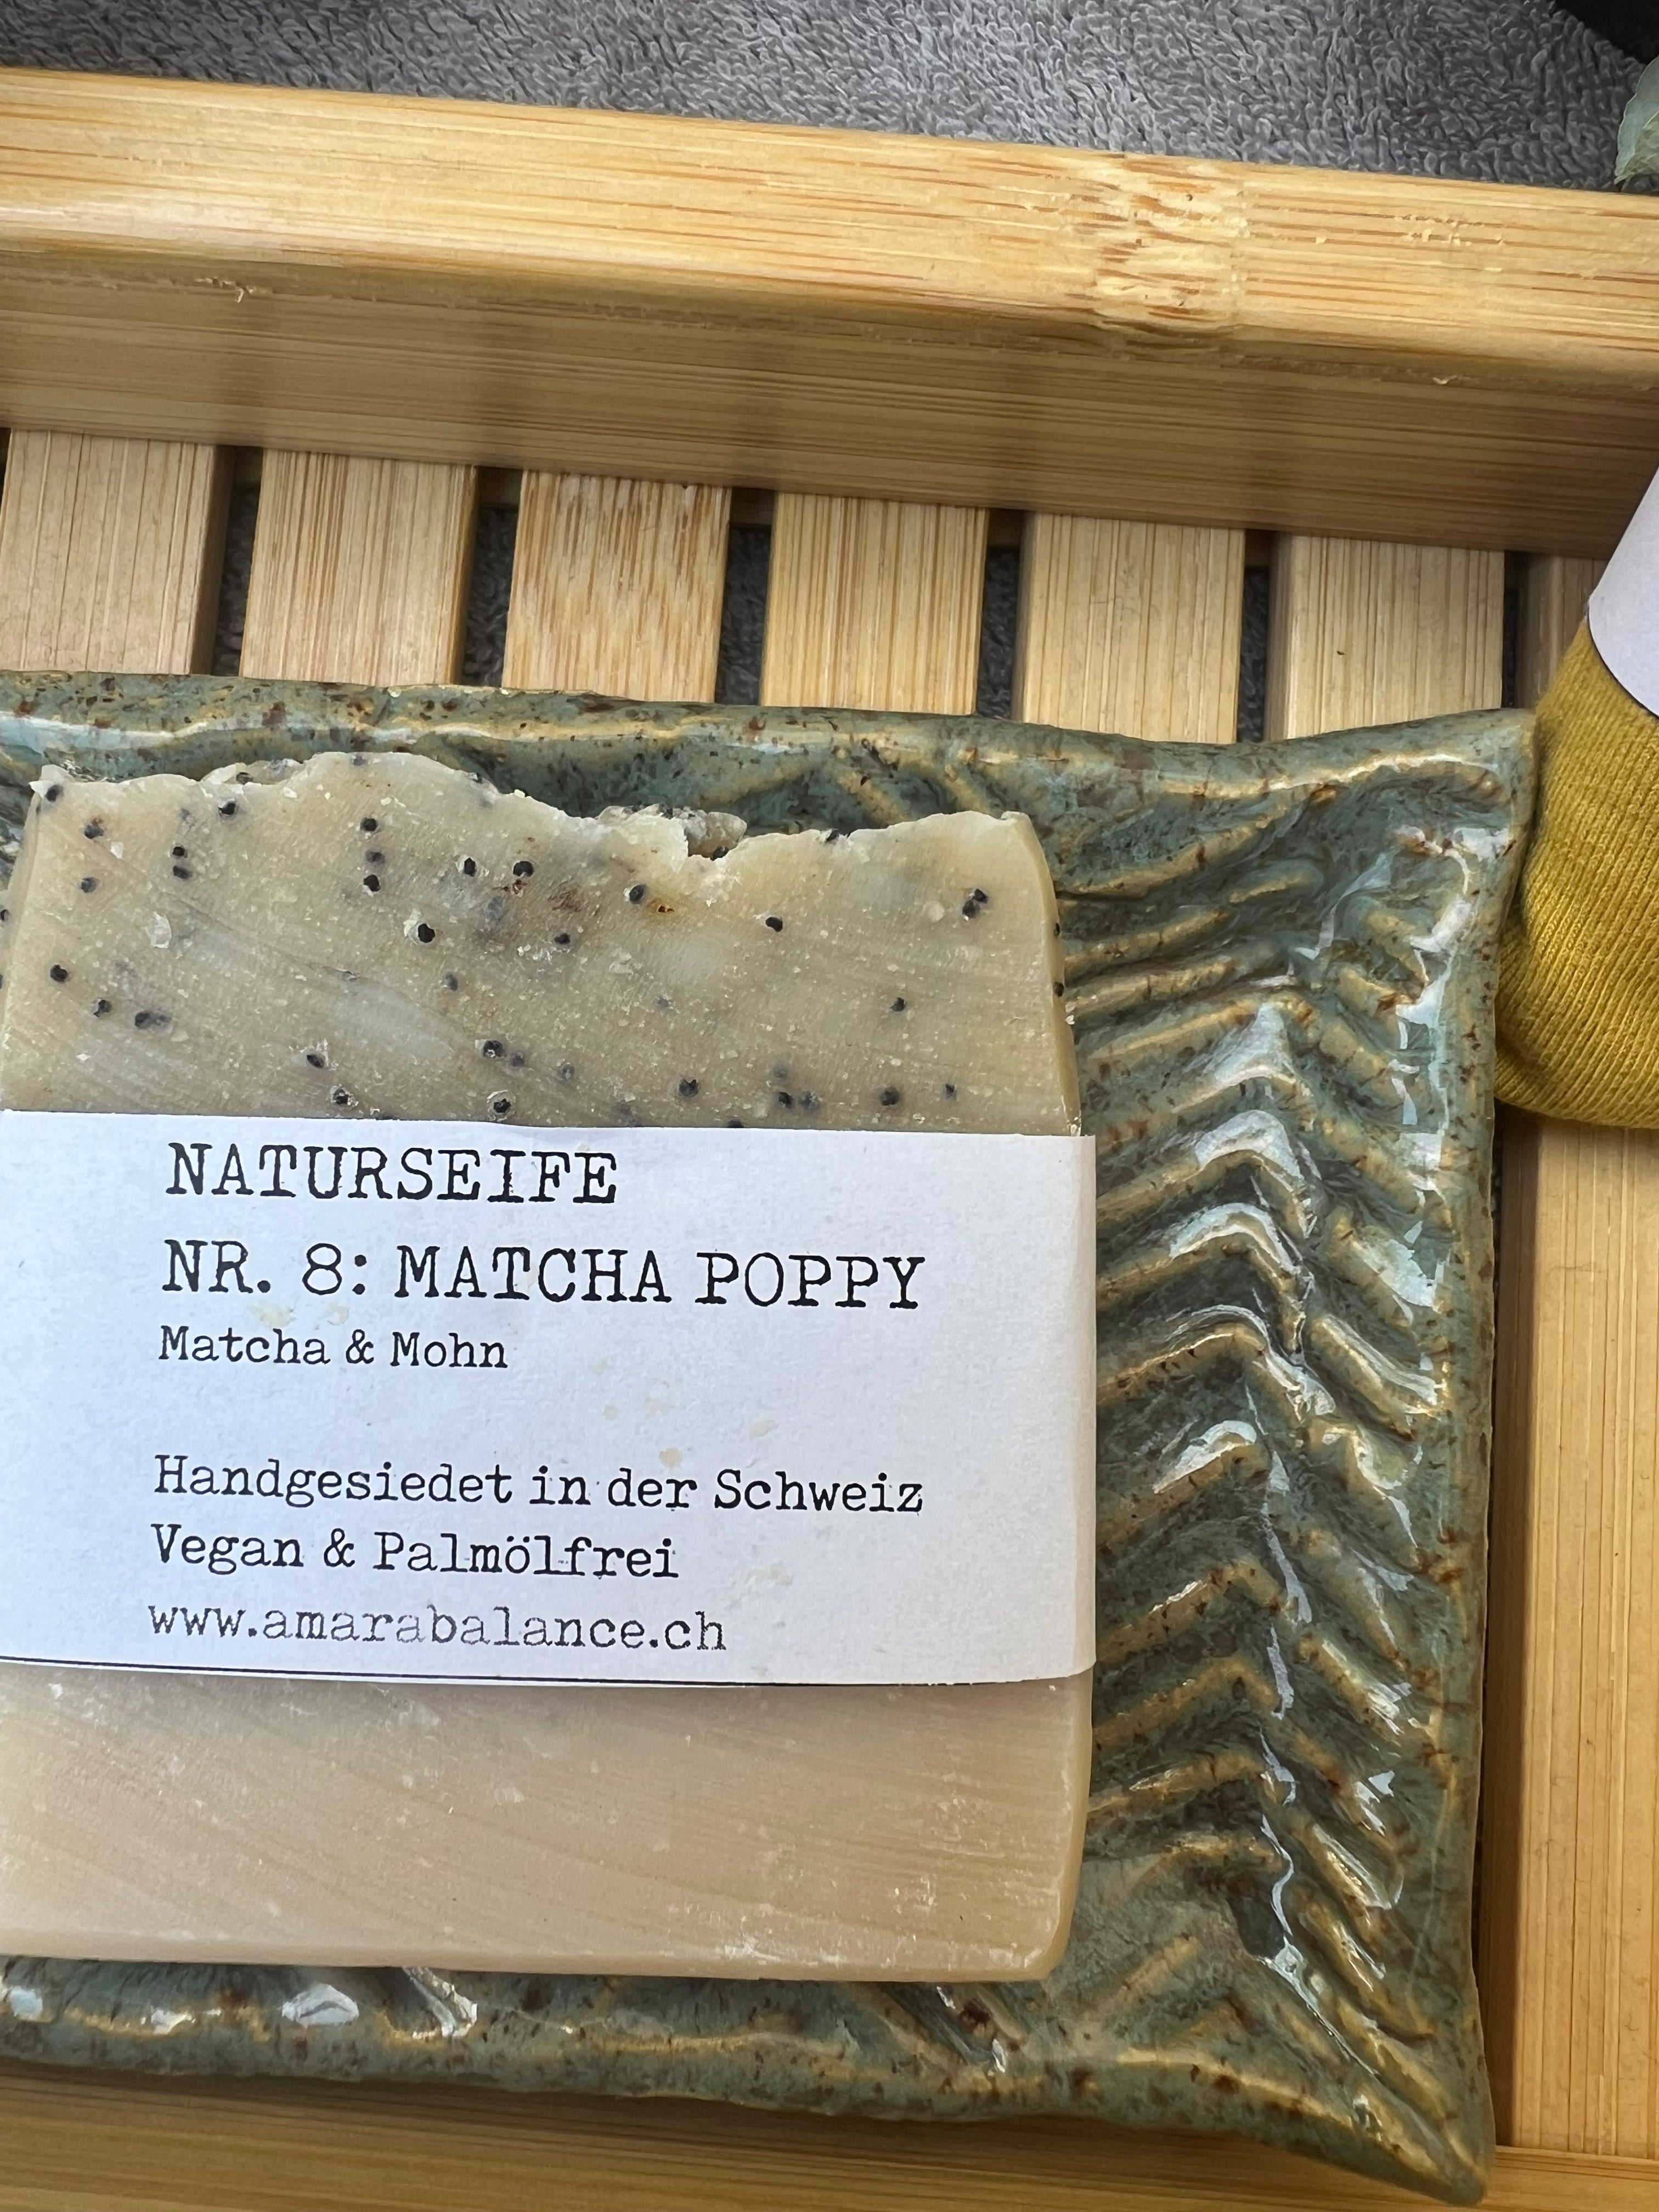 NATURSEIFE
NR. 8: MATCHA POPPY
Matcha & Mohn
Handgesiedet in der Schweiz
Vegan & Palmölfrei
www.amarabalance.ch